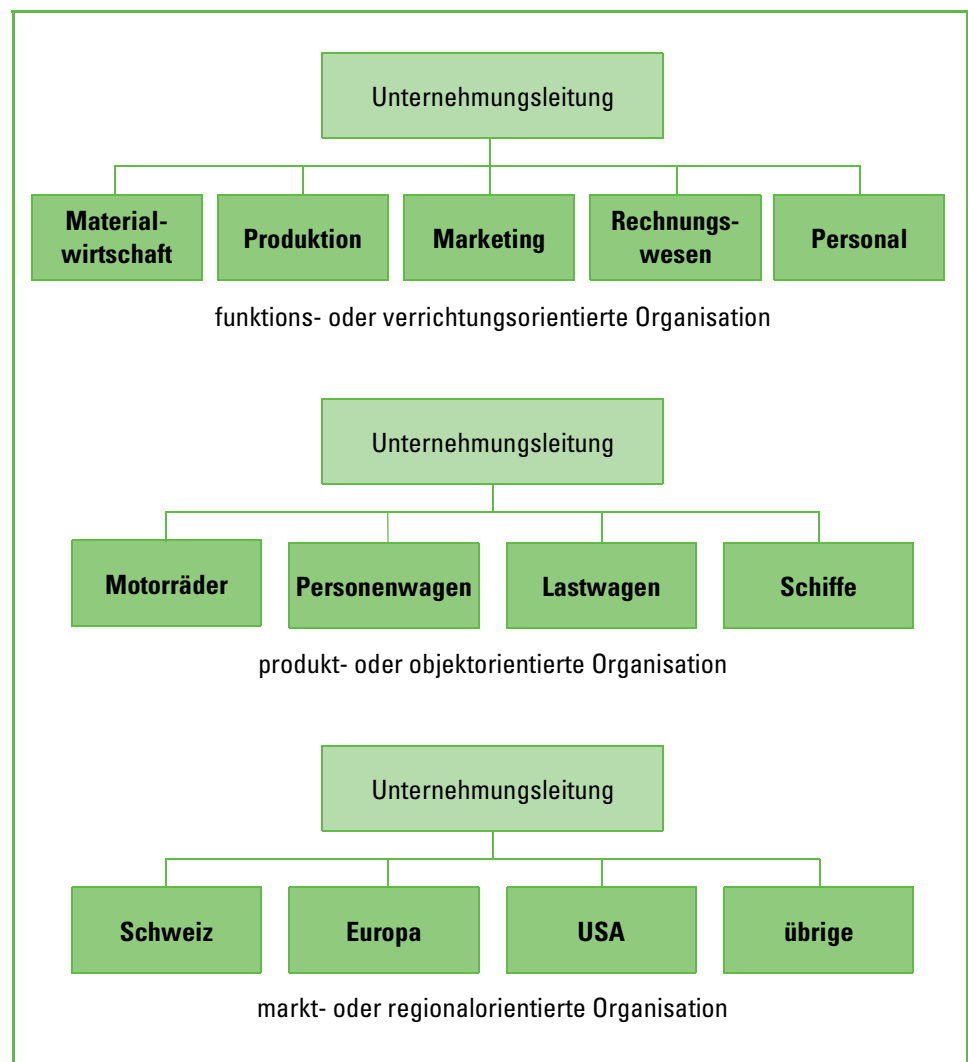 Unternehmungsleitung
Material-
wirtschaft
Produktion
Marketing
Rechnungs-
wesen
Personal
funktions- oder verrichtungsorientierte Organisation
Unternehmungsleitung
Motorräder
Personenwagen
Lastwagen
Schiffe
produkt- oder objektorientierte Organisation
Unternehmungsleitung
Schweiz
Europa
USA
übrige
markt- oder regionalorientierte Organisation